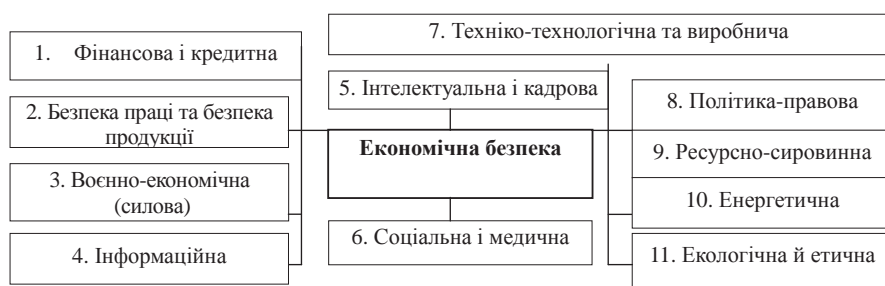 7. Техніко-технологічна та виробнича
1. Фінансова і кредитна
5. Інтелектуальна і кадрова
8. Політика-правова
2. Безпека праці та безпека
продукції
Економічна безпека
9. Ресурсно-сировинна
3. Воєнно-економічна
(силова)
10. Енергетична
6. Соціальна і медична
4. Інформаційна
11. Екологічна й етична